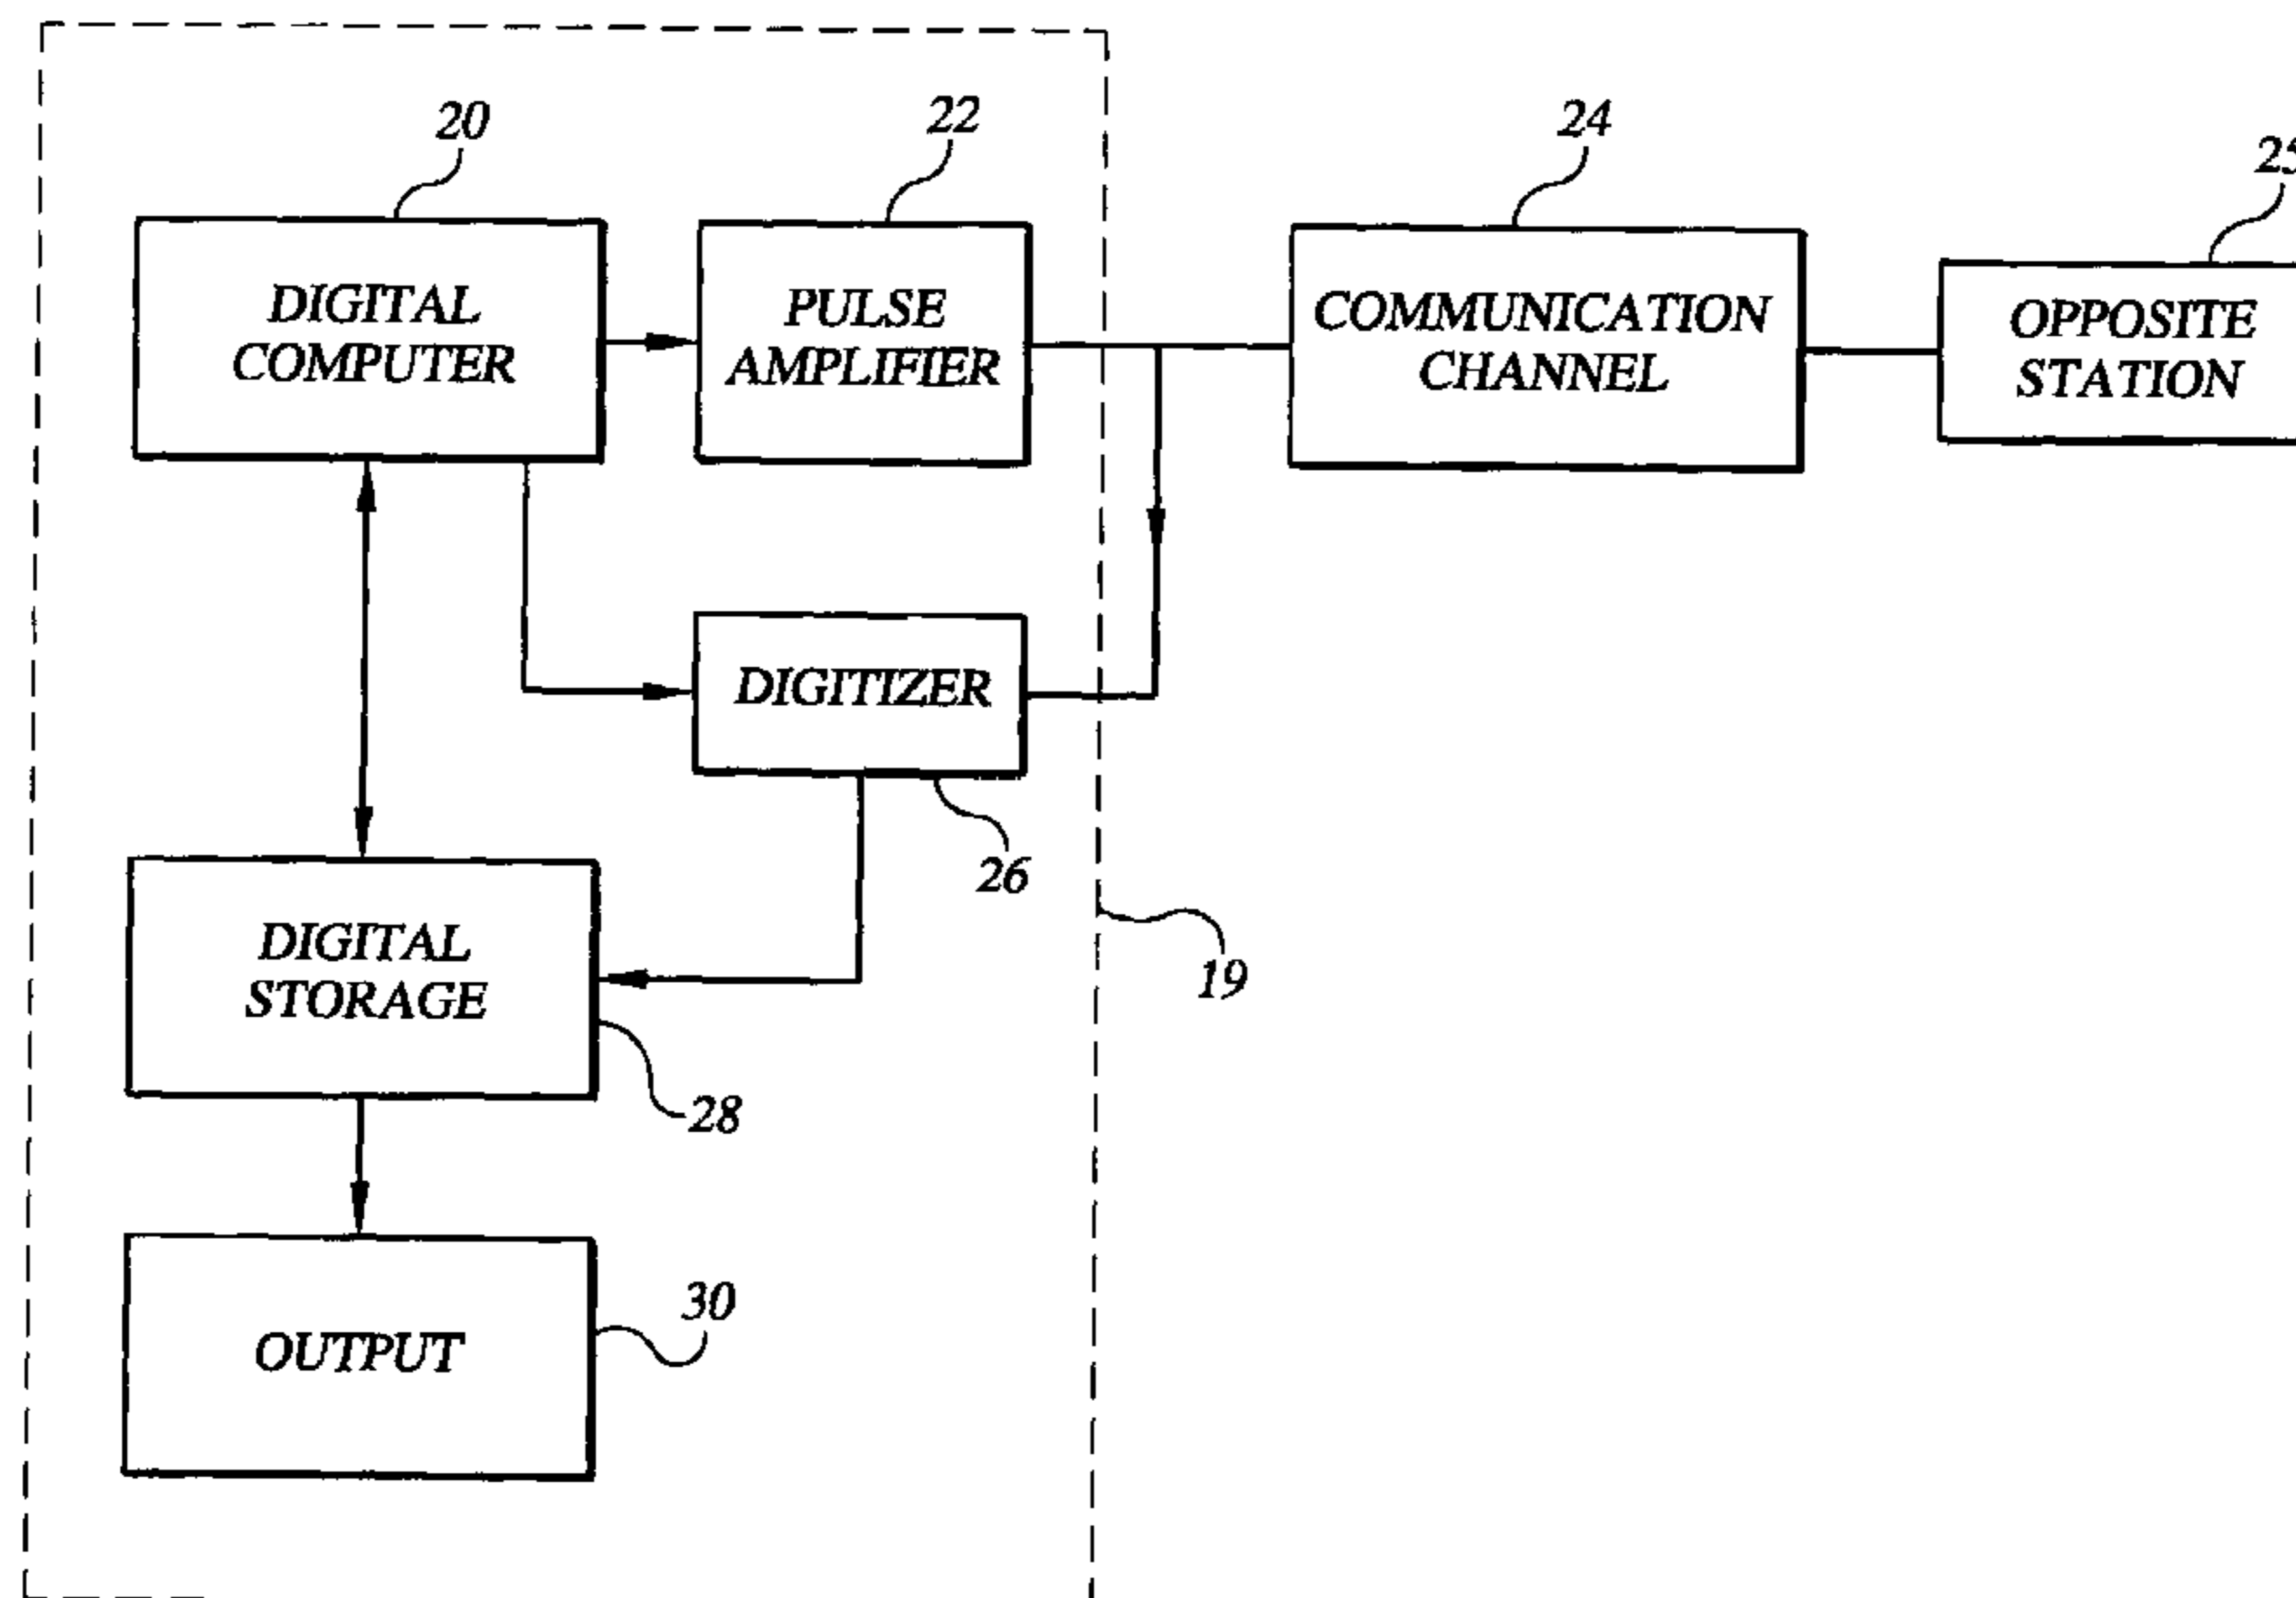 20
22
24
25
DIGITAL
COMPUTER
PULSE
AMPLIFIER
COMMUNICATION
CHANNEL
OPPOSITE
STATION
DIGITIZER
26
19
DIGITAL
STORAGE
28
30
OUTPUT